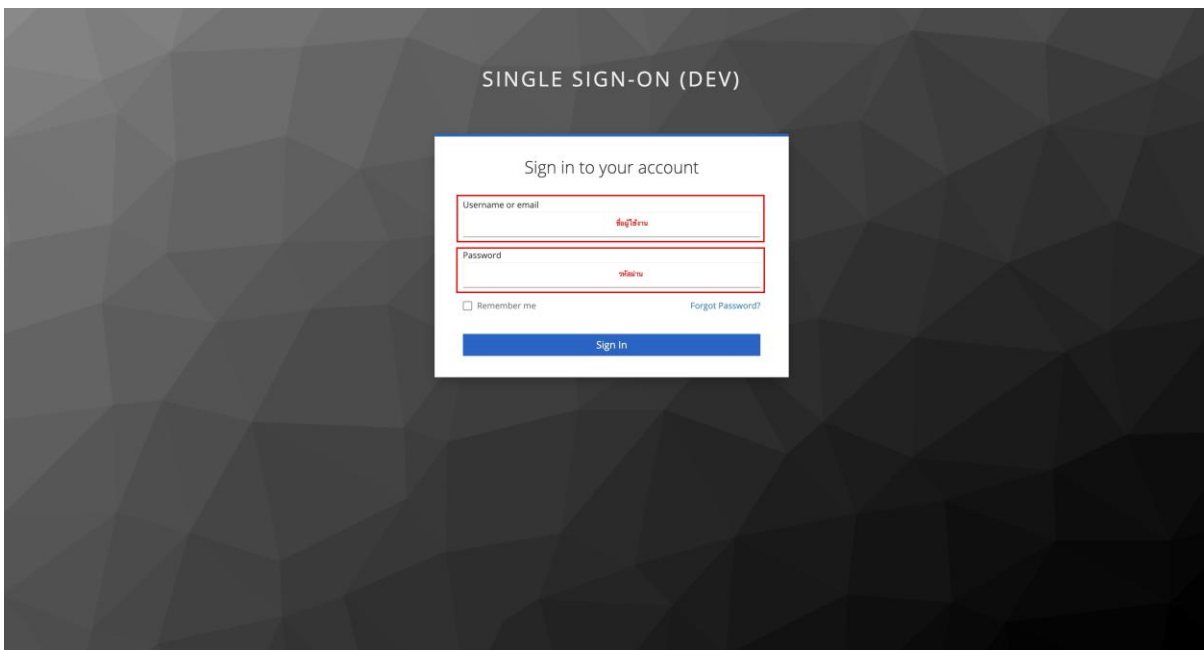 SINGLE SIGN-ON (DEV)
Sign in to your account
Username or email
ชื่อผู้ใช้งาน
Password
รหัสผ่าน
Remember me
Forgot Password?
Sign In